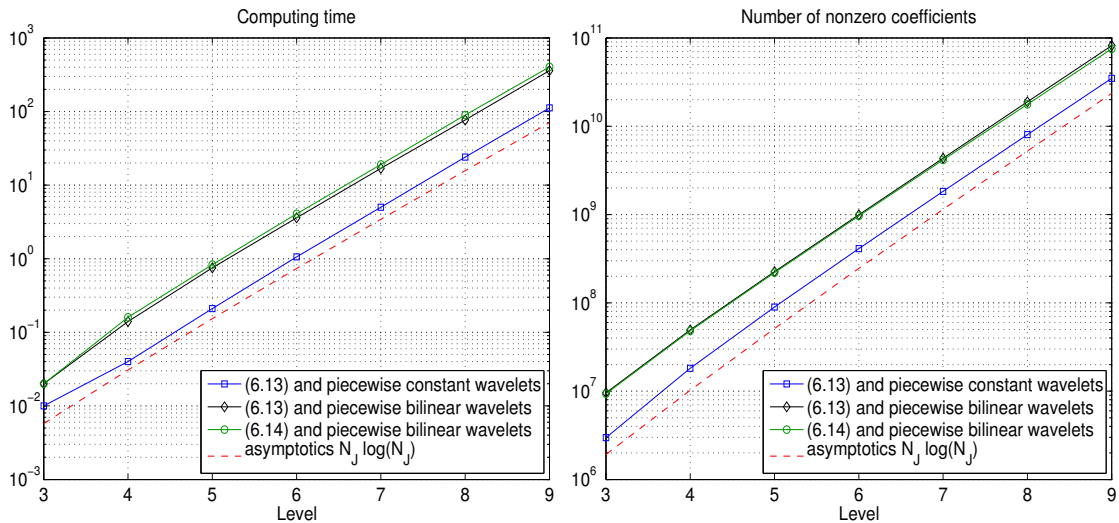 Computing time
10^3
10^2
10^1
10^0
10^-1
10^-2
10^-3
3 4 5 6 7 8 9
Level
(6.13) and piecewise constant wavelets
(6.13) and piecewise bilinear wavelets
(6.14) and piecewise bilinear wavelets
asymptotics N_J log(N_J)
Number of nonzero coefficients
10^11
10^10
10^9
10^8
10^7
10^6
3 4 5 6 7 8 9
Level
(6.13) and piecewise constant wavelets
(6.13) and piecewise bilinear wavelets
(6.14) and piecewise bilinear wavelets
asymptotics N_J log(N_J)